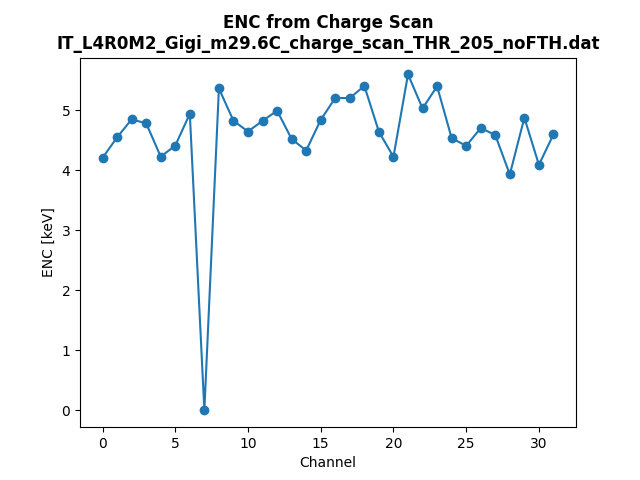 ENC from Charge Scan
IT_L4R0M2_Gigi_m29.6C_charge_scan_THR_205_noFTH.dat
5
4
3
2
1
0
ENC [keV]
0 5 10 15 20 25 30
Channel